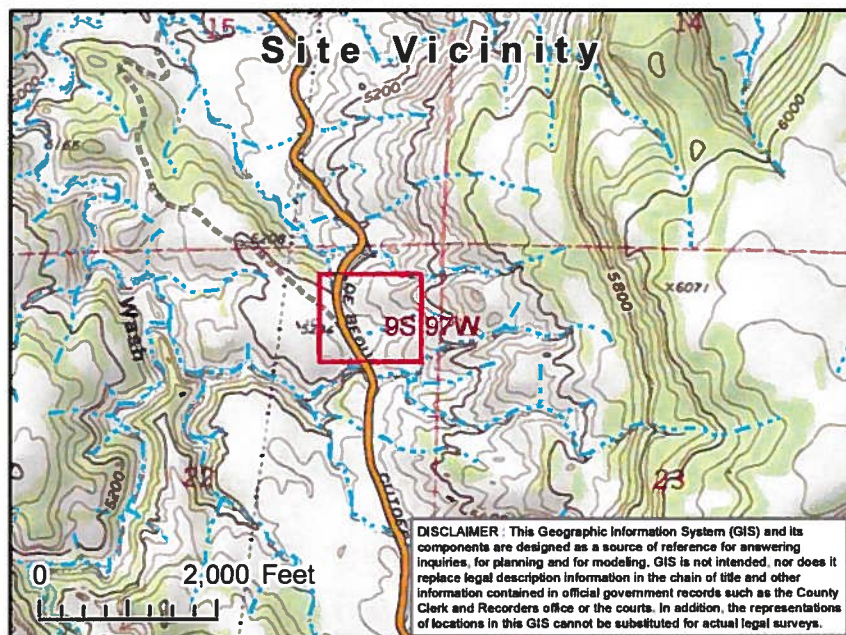 15
14
Site Vicinity
5200
6000
5208
5800
X6071
DE BEQU
9S 97W
Wash
22
23
5200
CUTOFF
0 2,000 Feet
DISCLAIMER : This Geographic Information System (GIS) and its
components are designed as a source of reference for answering
inquiries, for planning and for modeling. GIS is not intended, nor does it
replace legal description information in the chain of title and other
information contained in official government records such as the County
Clerk and Recorders office or the courts. In addition, the representations
of locations in this GIS cannot be substituted for actual legal surveys.